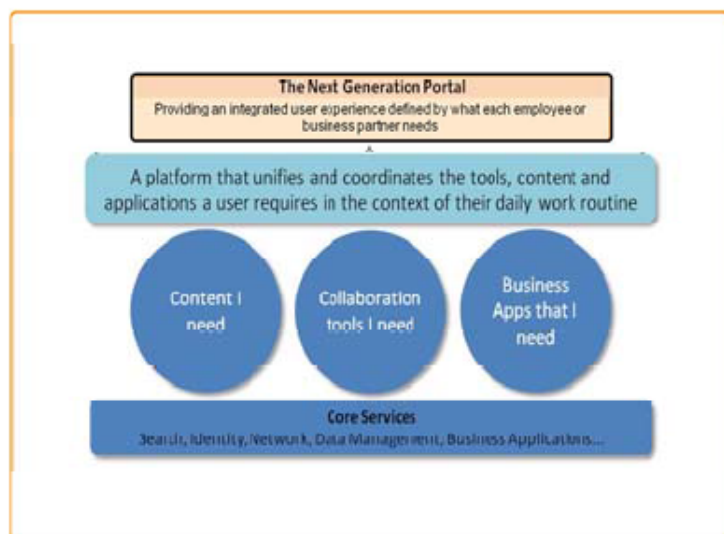 The Next Generation Portal
Providing an integrated user experience defined by what each employee or
business partner needs
A platform that unifies and coordinates the tools, content and
applications a user requires in the context of their daily work routine
Content I
need
Collaboration
tools I need
Business
Apps that I
need
Core Services
Search, Identity, Network, Data Management, Business Applications...